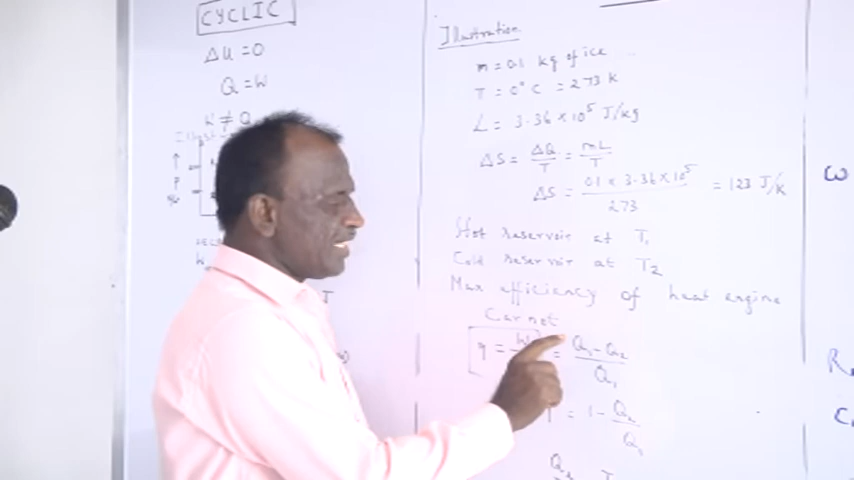 CYCLIC
ΔU = 0
Q = W
Illustration
m = 0.1 kg of ice
T = 0° C = 273 K
L = 3.36 × 10⁵ J/kg
ΔS = ΔQ/T = mL/T
ΔS = 0.1 × 3.36 × 10⁵ / 273 = 123 J/K
Hot reservoir at T₁
Cold reservoir at T₂
Max efficiency of heat engine
Carnot
η = W = Q₁ - Q₂ / Q₁
= 1 - Q₂/Q₁
Q₂
W